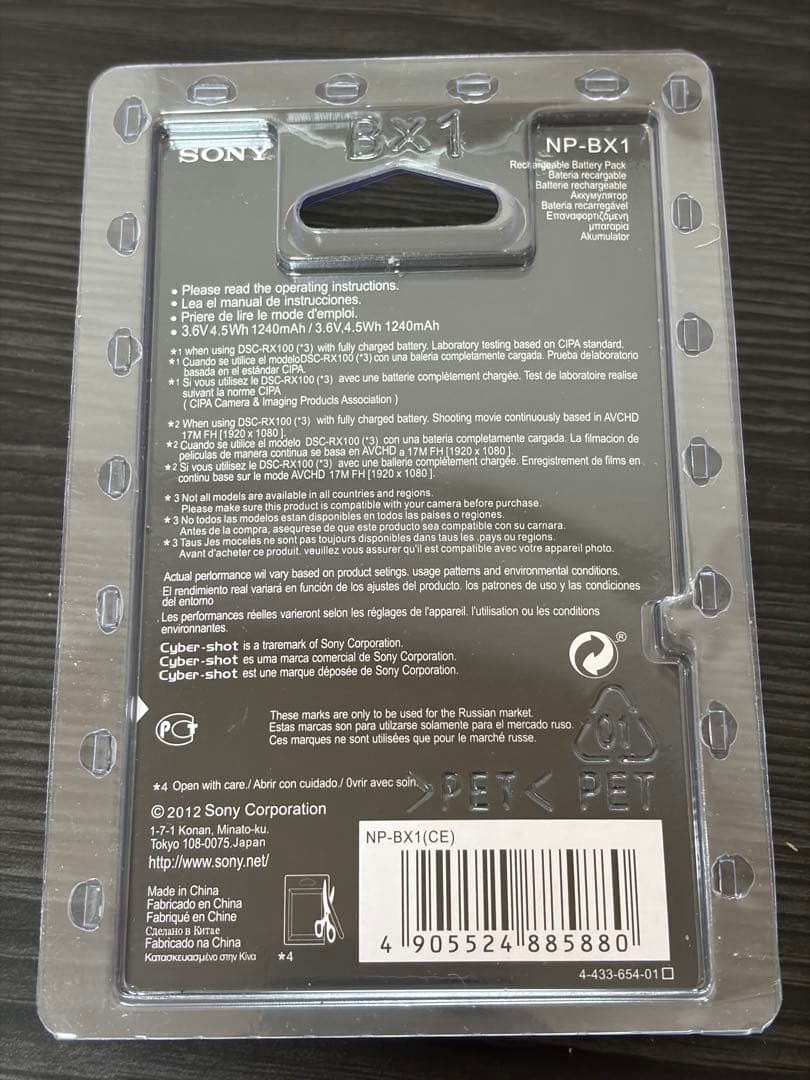 BX1
SONY
NP-BX1
Rechargeable Battery Pack
Bateria recargable
Batterie rechargeable
Аккумулятор
Bateria recarregável
Επαναφορτιζόμενη
μπαταρία
Akumulator
• Please read the operating instructions.
• Lea el manual de instrucciones.
• Priere de lire le mode d'emploi.
• 3.6V 4.5Wh 1240mAh / 3.6V,4.5Wh 1240mAh
*1 when using DSC-RX100 (*3) with fully charged battery. Laboratory testing based on CIPA standard.
*1 Cuando se utilice el modeloDSC-RX100 (*3) con una baleria completamente cargada. Prueba delaboratorio
basada en el estándar CIPA.
*1 Si vous utilisez le DSC-RX100 (*3) avec une batterie complètement chargée. Test de laboratoire realise
suivant la norme CIPA
( CIPA Camera & Imaging Products Association )
*2 When using DSC-RX100 (*3) with fully charged battery. Shooting movie continuously based in AVCHD
17M FH [1920 x 1080 ].
*2 Cuando se utilice el modelo DSC-RX100 (*3) con una bateria completamente cargada. La filmacion de
peliculas de manera continua se basa en AVCHD a 17M FH [1920 x 1080 ].
*2 Si vous utilisez le DSC-RX100 (*3) avec une ballerie complètement chargée. Enregistrement de films en
continu base sur le mode AVCHD 17M FH [1920 x 1080 ].
*3 Not all models are available in all countries and regions.
Please make sure this product is compatible with your camera before purchase.
*3 No todos las modelos estan disponibles en todos las países o regiones.
Antes de la compra, asequrese de que este producto sea compatible con su carnara.
*3 Taus Jes moceles ne sont pas toujours disponibles dans taus les ,pays ou regions.
Avant d'acheter ce produit. veuillez vous assurer qu'il est compatible avec votre appareil photo.
Actual performance wil vary based on product setings. usage patterns and environmental conditions.
El rendimiento real variará en función de los ajustes del producto. los patrones de uso y las condiciones
del entorno
Les performances réelles varieront selon les réglages de l'appareil. l'utilisation ou les conditions
environnantes.
Cyber-shot is a traremark of Sony Corporation.
Cyber-shot es uma marca comercial de Sony Corporation.
Cyber-shot est une marque déposée de Sony Corporation.
®
PCT
These marks are only to be used for the Russian market.
Estas marcas son para utilzarse solamente para el mercado ruso.
Ces marques ne sont utilisées que pour le marché russe.
01
>PET< PET
*4 Open with care./ Abrir con cuidado./ 0vrir avec soin.
© 2012 Sony Corporation
1-7-1 Konan, Minato-ku.
Tokyo 108-0075,Japan
http://www.sony.net/
NP-BX1(CE)
Made in China
Fabricado en China
Fabriqué en Chine
Сделано в Китае
Fabricado na China
Κατασκευασμένο στην Κίνα
*4
4 905524 885880
4-433-654-01